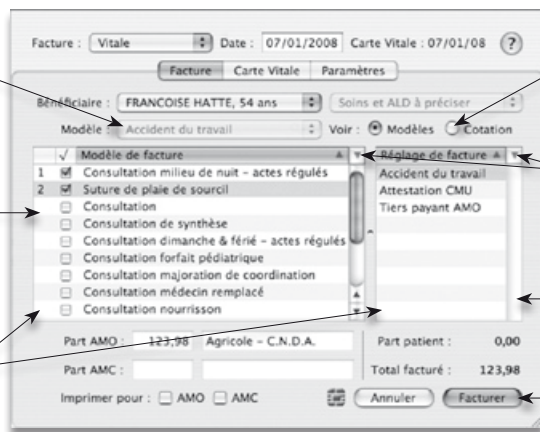 Facture : Vitale Date : 07/01/2008 Carte Vitale : 07/01/08 ?
Facture Carte Vitale Paramètres
Bénéficiaire : FRANCOISE HATTE, 54 ans Soins et ALD à préciser
Modèle : Accident du travail Voir : Modèles Cotation
√ Modèle de facture Réglage de facture
1 Consultation milieu de nuit – actes régulés Accident du travail
2 Suture de plaie de sourcil Attestation CMU
Consultation Tiers payant AMO
Consultation de synthèse
Consultation dimanche & férié – actes régulés
Consultation forfait pédiatrique
Consultation majoration de coordination
Consultation médecin remplacé
Consultation nourrisson
Part AMO : 123,98 Agricole – C.N.D.A. Part patient : 0,00
Part AMC : Total facturé : 123,98
Imprimer pour : AMO AMC Annuler Facturer